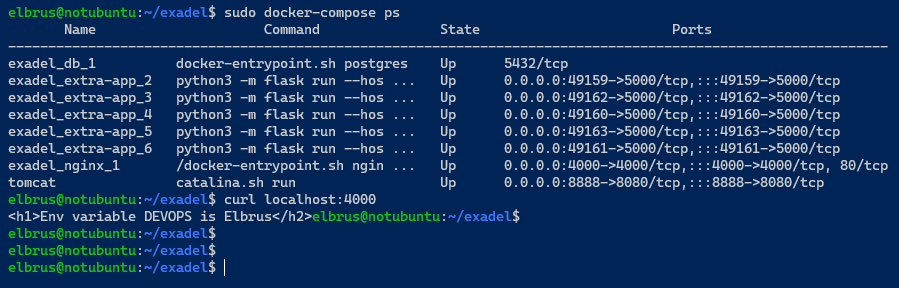 elbrus@notubuntu:~/exadel$ sudo docker-compose ps
Name Command State Ports
--------------------------------------------------------------------------------------------------------------
exadel_db_1 docker-entrypoint.sh postgres Up 5432/tcp
exadel_extra-app_2 python3 -m flask run --hos ... Up 0.0.0.0:49159->5000/tcp,:::49159->5000/tcp
exadel_extra-app_3 python3 -m flask run --hos ... Up 0.0.0.0:49162->5000/tcp,:::49162->5000/tcp
exadel_extra-app_4 python3 -m flask run --hos ... Up 0.0.0.0:49160->5000/tcp,:::49160->5000/tcp
exadel_extra-app_5 python3 -m flask run --hos ... Up 0.0.0.0:49163->5000/tcp,:::49163->5000/tcp
exadel_extra-app_6 python3 -m flask run --hos ... Up 0.0.0.0:49161->5000/tcp,:::49161->5000/tcp
exadel_nginx_1 /docker-entrypoint.sh ngin ... Up 0.0.0.0:4000->4000/tcp,:::4000->4000/tcp, 80/tcp
tomcat catalina.sh run Up 0.0.0.0:8888->8080/tcp,:::8888->8080/tcp
elbrus@notubuntu:~/exadel$ curl localhost:4000
<h1>Env variable DEVOPS is Elbrus</h2>elbrus@notubuntu:~/exadel$
elbrus@notubuntu:~/exadel$
elbrus@notubuntu:~/exadel$
elbrus@notubuntu:~/exadel$